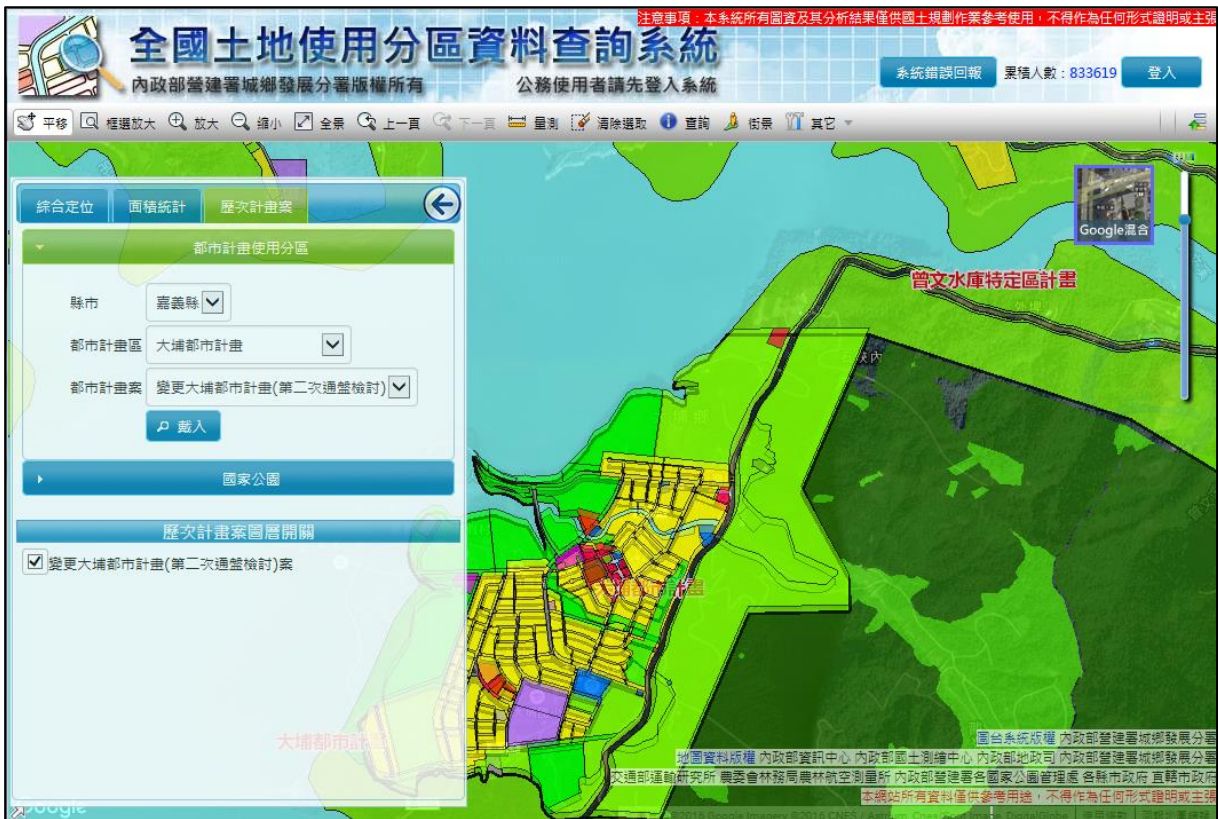 注意事項：本系統所有圖資及其分析結果僅供國土規劃作業參考使用，不得作為任何形式證明或主張
全國土地使用分區資料查詢系統
內政部營建署城鄉發展分署版權所有 公務使用者請先登入系統
系統錯誤回報 累積人數：833619 登入
平移 框選放大 放大 縮小 全景 上一頁 下一頁 量測 清除選取 查詢 街景 其它
綜合定位 面積統計 歷次計畫案
Google混合
都市計畫使用分區
曾文水庫特定區計畫
縣市 嘉義縣
都市計畫區 大埔都市計畫
都市計畫案 變更大埔都市計畫(第二次通盤檢討)
載入
國家公園
歷次計畫案圖層開關
變更大埔都市計畫(第二次通盤檢討)案
大埔都市計畫
大埔都市計
圖台系統版權 內政部營建署城鄉發展分署
地圖資料版權 內政部資訊中心 內政部國土測繪中心 內政部地政司 內政部營建署城鄉發展分署
交通部運輸研究所 農委會林務局農林航空測量所 內政部營建署各國家公園管理處 各縣市政府 直轄市政府
本網站所有資料僅供參考用途，不得作為任何形式證明或主張
Google